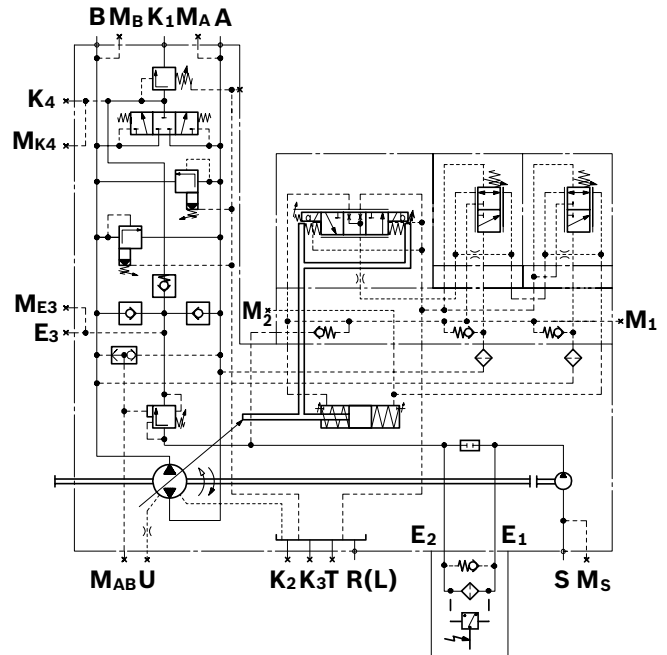 B M_B K_1 M_A A
K_4
M_K4
M_E3
E_3
M_2
M_1
E_2 E_1
M_AB U K_2 K_3 T R(L) S M_S